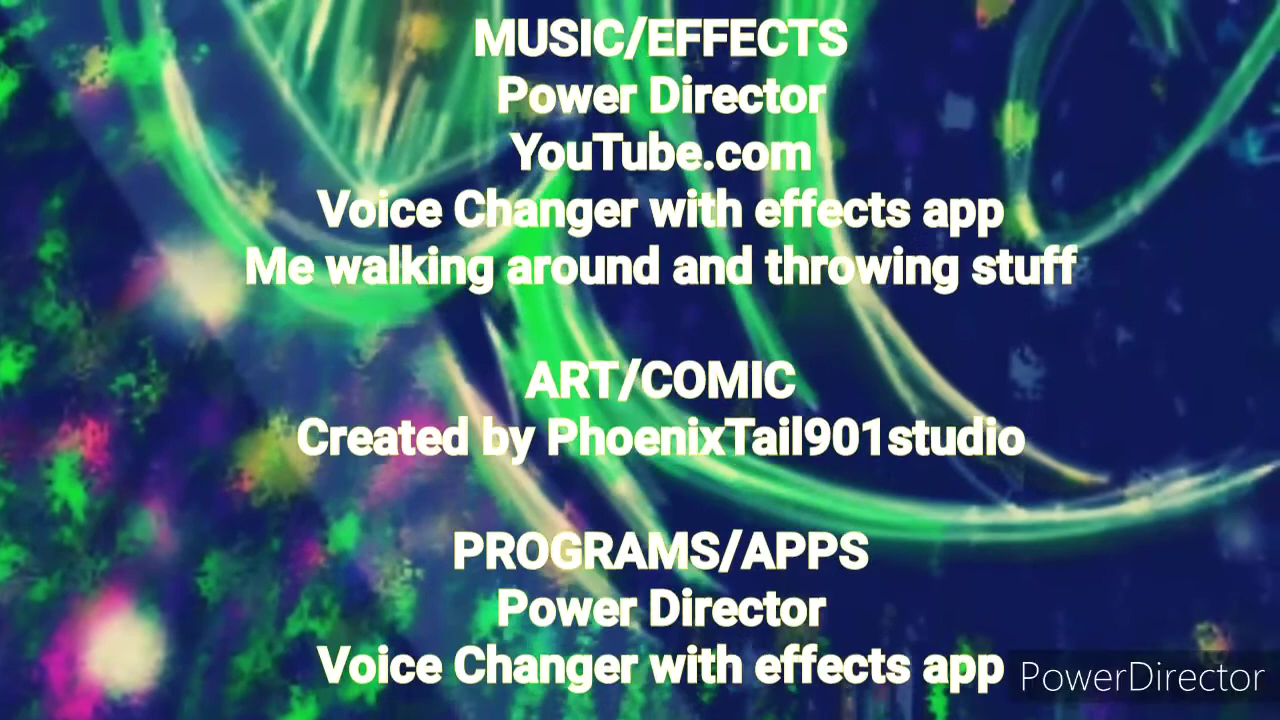 MUSIC/EFFECTS
Power Director
YouTube.com
Voice Changer with effects app
Me walking around and throwing stuff
ART/COMIC
Created by PhoenixTail901studio
PROGRAMS/APPS
Power Director
Voice Changer with effects app
PowerDirector